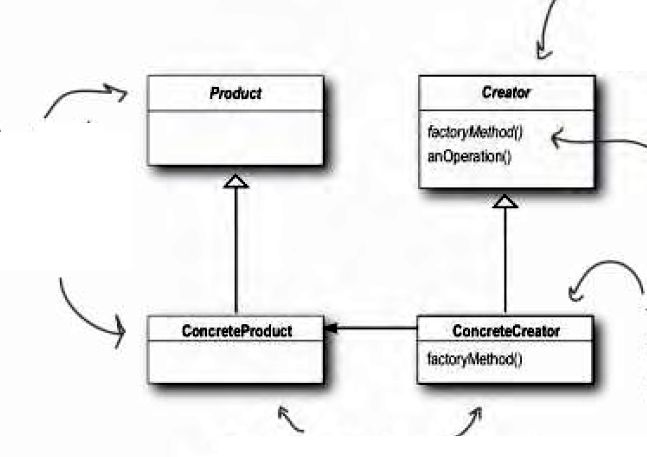 Product
Creator
factoryMethod()
anOperation()
ConcreteProduct
ConcreteCreator
factoryMethod()